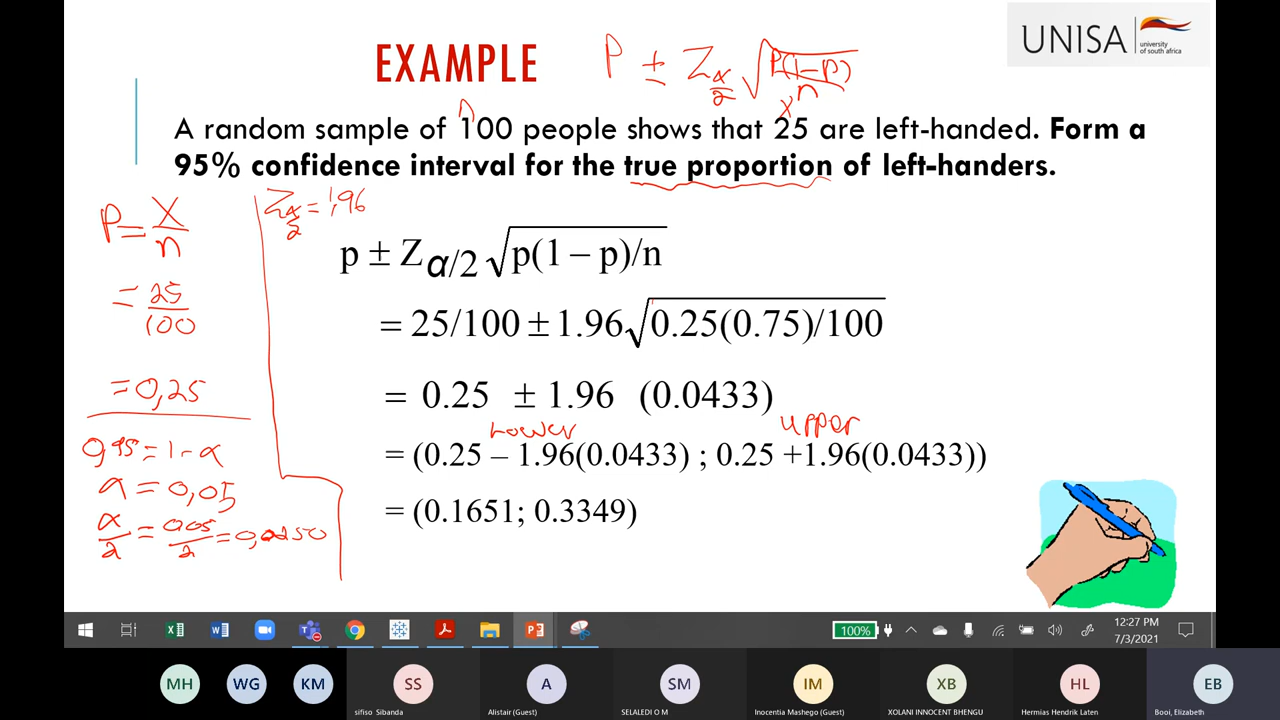 UNISA
university
of south africa
EXAMPLE
P ± Zα/2 √P(1-P)/n
n
x
A random sample of 100 people shows that 25 are left-handed. Form a
95% confidence interval for the true proportion of left-handers.
P = X/n
= 25/100
= 0,25
0,95 = 1 - α
α = 0,05
α/2 = 0,05/2 = 0,0250
Zα/2 = 1,96
p ± Zα/2 √p(1 – p)/n
= 25/100 ± 1.96√0.25(0.75)/100
= 0.25 ± 1.96 (0.0433)
Lower upper
= (0.25 – 1.96(0.0433) ; 0.25 +1.96(0.0433))
= (0.1651; 0.3349)
100%
12:27 PM
7/3/2021
MH WG KM SS A SM IM XB HL EB
sifiso Sibanda Alistair (Guest) SELALEDI O M Inocentia Mashego (Guest) XOLANI INNOCENT BHENGU Hermias Hendrik Laten Booi, Elizabeth